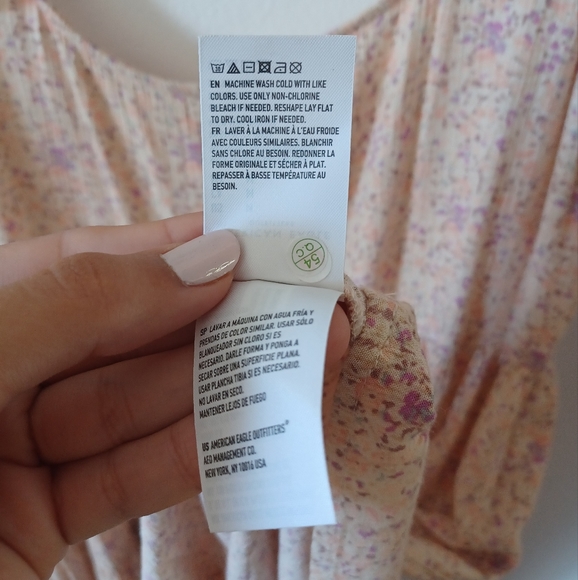 EN MACHINE WASH COLD WITH LIKE
COLORS. USE ONLY NON-CHLORINE
BLEACH IF NEEDED. RESHAPE LAY FLAT
TO DRY. COOL IRON IF NEEDED.
FR LAVER À LA MACHINE À L'EAU FROIDE
AVEC COULEURS SIMILAIRES. BLANCHIR
SANS CHLORE AU BESOIN. REDONNER LA
FORME ORIGINALE ET SÉCHER À PLAT.
REPASSER À BASSE TEMPÉRATURE AU
BESOIN.
54
QC
SP LAVAR A MÁQUINA CON AGUA FRÍA Y
PRENDAS DE COLOR SIMILAR. USAR SÓLO
BLANQUEADOR SIN CLORO SI ES
NECESARIO. DARLE FORMA Y PONGA A
SECAR SOBRE UNA SUPERFICIE PLANA.
USAR PLANCHA TIBIA SI ES NECESARIO.
NO LAVAR EN SECO.
MANTENER LEJOS DE FUEGO
US AMERICAN EAGLE OUTFITTERS®
AEO MANAGEMENT CO.
NEW YORK, NY 10016 USA